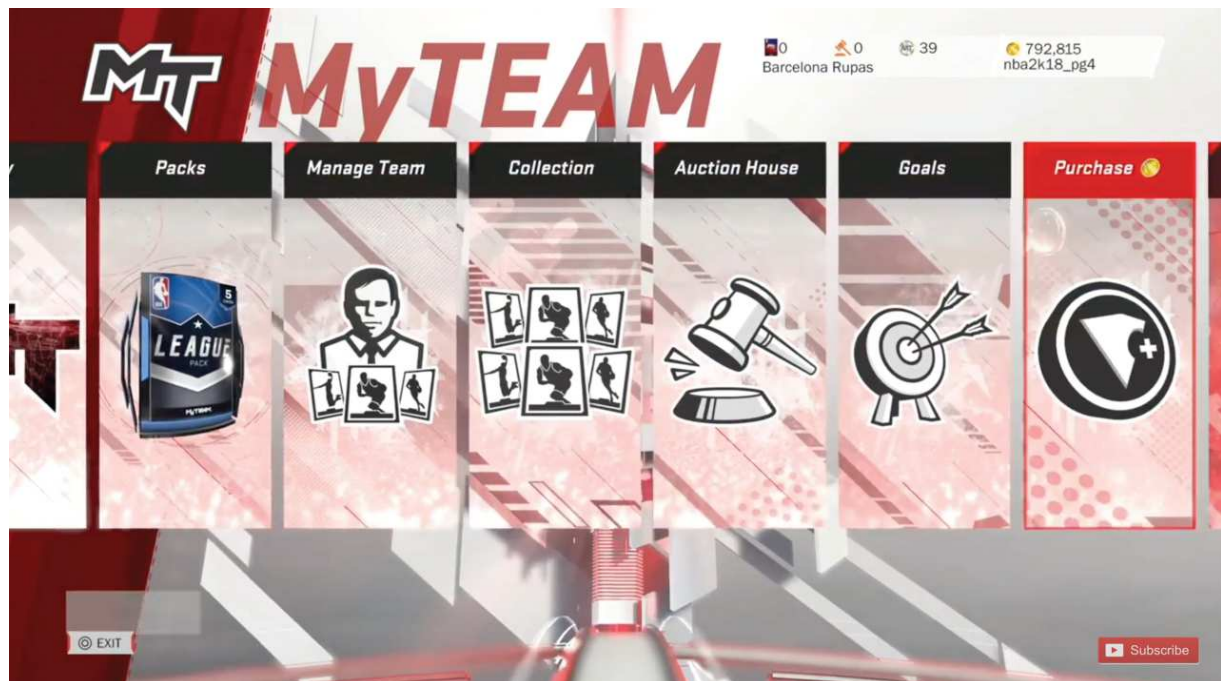 MT MyTEAM
0 0 MT 39 792,815
Barcelona Rupas nba2k18_pg4
Packs Manage Team Collection Auction House Goals Purchase
5
LEAGUE
PACK
MYTEAM
EXIT
Subscribe